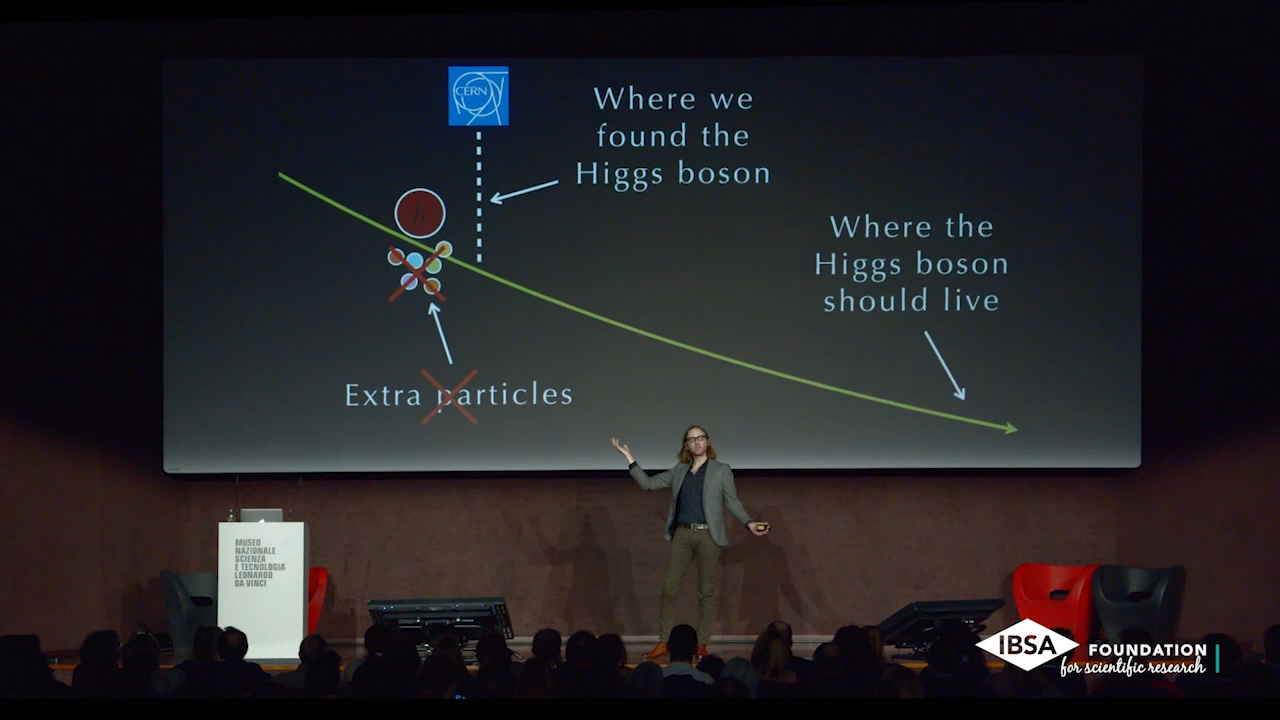 CERN
Where we
found the
Higgs boson
h
Where the
Higgs boson
should live
Extra particles
MUSEO
NAZIONALE
SCIENZA
E TECNOLOGIA
LEONARDO
DA VINCI
IBSA
FOUNDATION
for scientific research